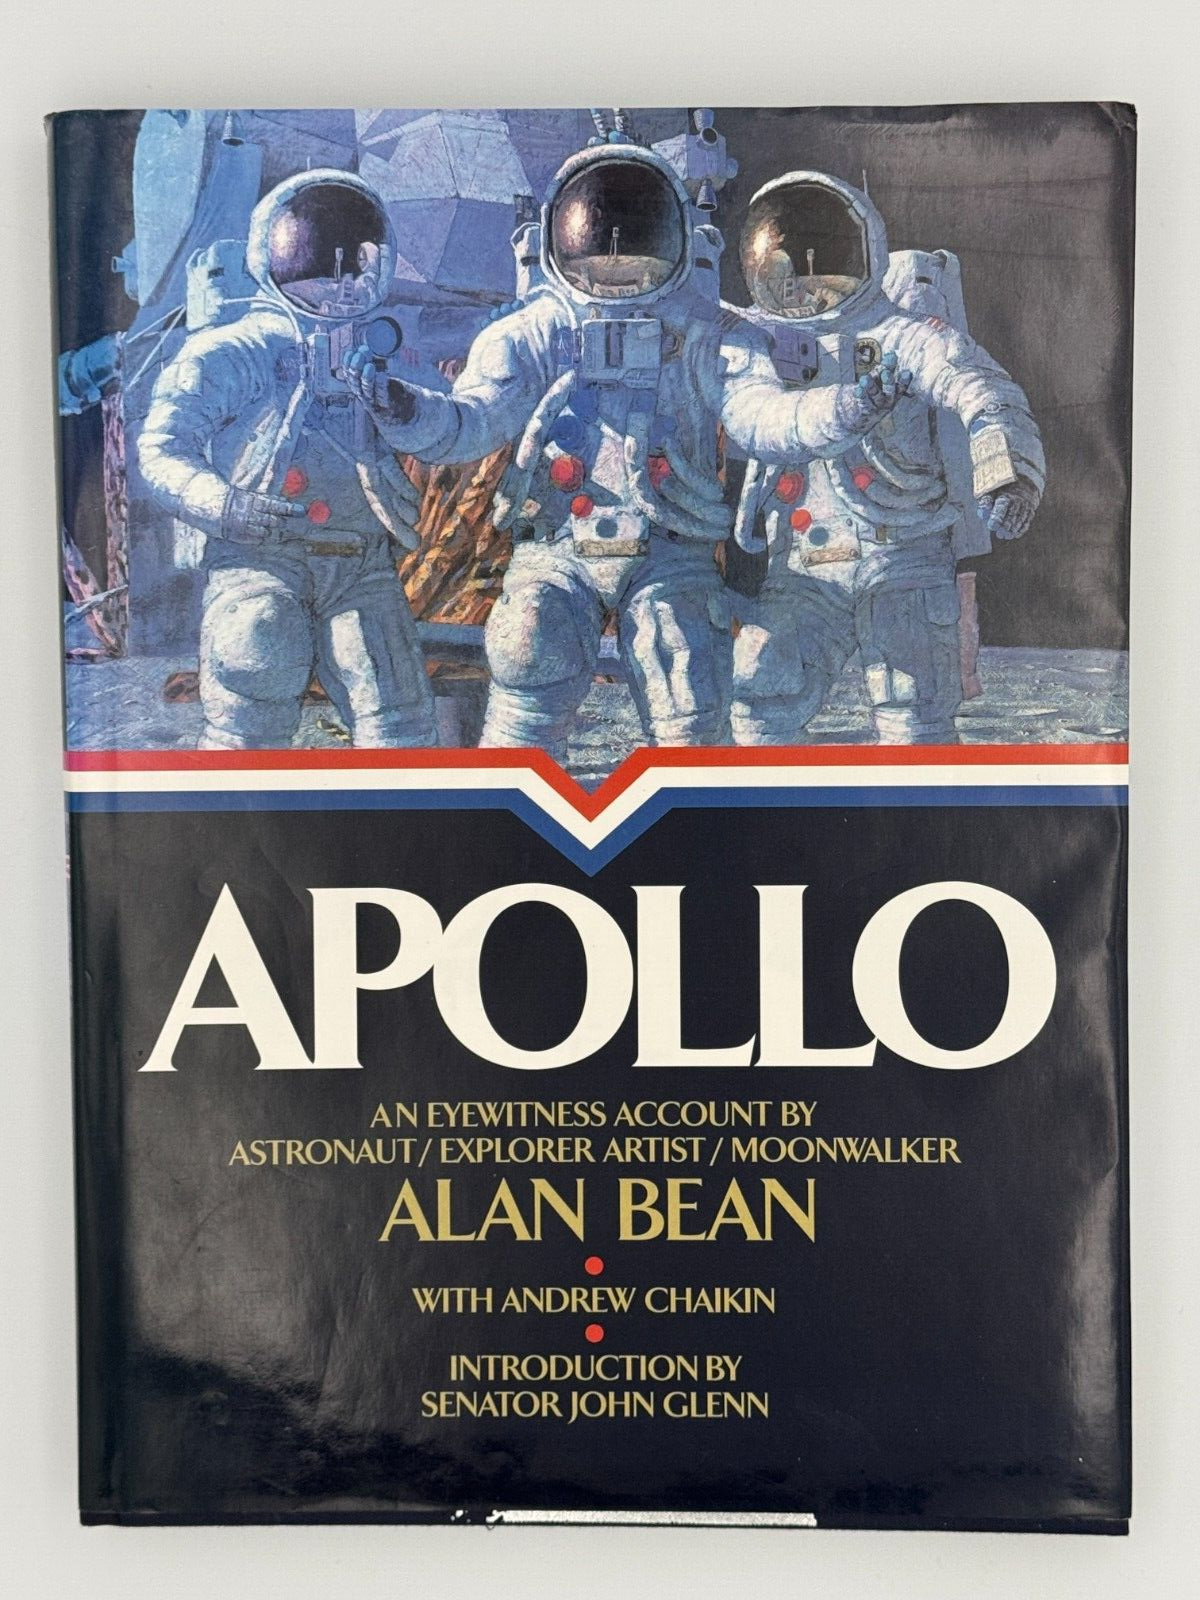 APOLLO
AN EYEWITNESS ACCOUNT BY
ASTRONAUT / EXPLORER ARTIST / MOONWALKER
ALAN BEAN
WITH ANDREW CHAIKIN
INTRODUCTION BY
SENATOR JOHN GLENN